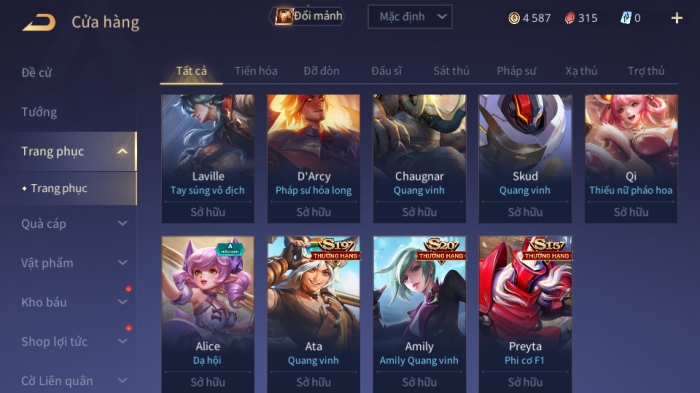 Cửa hàng
Đổi mảnh
Mặc định
4 587
315
0
Đề cử
Tướng
Trang phục
Trang phục
Quà cáp
Vật phẩm
Kho báu
Shop lợi tức
Cờ Liên quân
Tất cả
Tiến hóa
Đỡ đòn
Đấu sĩ
Sát thủ
Pháp sư
Xạ thủ
Trợ thủ
Laville
Tay súng vô địch
Sở hữu
D'Arcy
Pháp sư hỏa long
Sở hữu
Chaugnar
Quang vinh
Sở hữu
Skud
Quang vinh
Sở hữu
Qi
Thiếu nữ pháo hoa
Sở hữu
A
HỮU HẠN
Alice
Dạ hội
Sở hữu
S19
THƯỞNG HẠNG
Ata
Quang vinh
Sở hữu
S20
THƯỞNG HẠNG
Amily
Amily Quang vinh
Sở hữu
S15
THƯỞNG HẠNG
Preyta
Phi cơ F1
Sở hữu